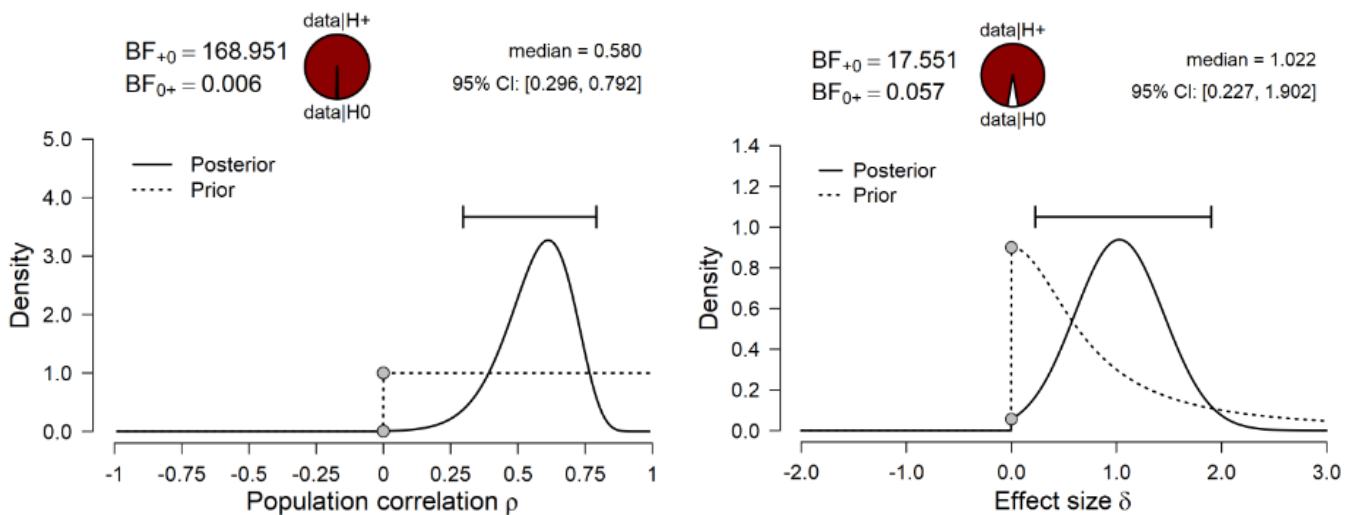 data|H+
BF+0 = 168.951
BF0+ = 0.006
median = 0.580
95% CI: [0.296, 0.792]
data|H0
5.0
4.0
3.0
2.0
1.0
0.0
Density
Posterior
Prior
-1 -0.75 -0.5 -0.25 0 0.25 0.5 0.75 1
Population correlation ρ
data|H+
BF+0 = 17.551
BF0+ = 0.057
median = 1.022
95% CI: [0.227, 1.902]
data|H0
1.4
1.2
1.0
0.8
0.6
0.4
0.2
0.0
Density
Posterior
Prior
-2.0 -1.0 0.0 1.0 2.0 3.0
Effect size δ